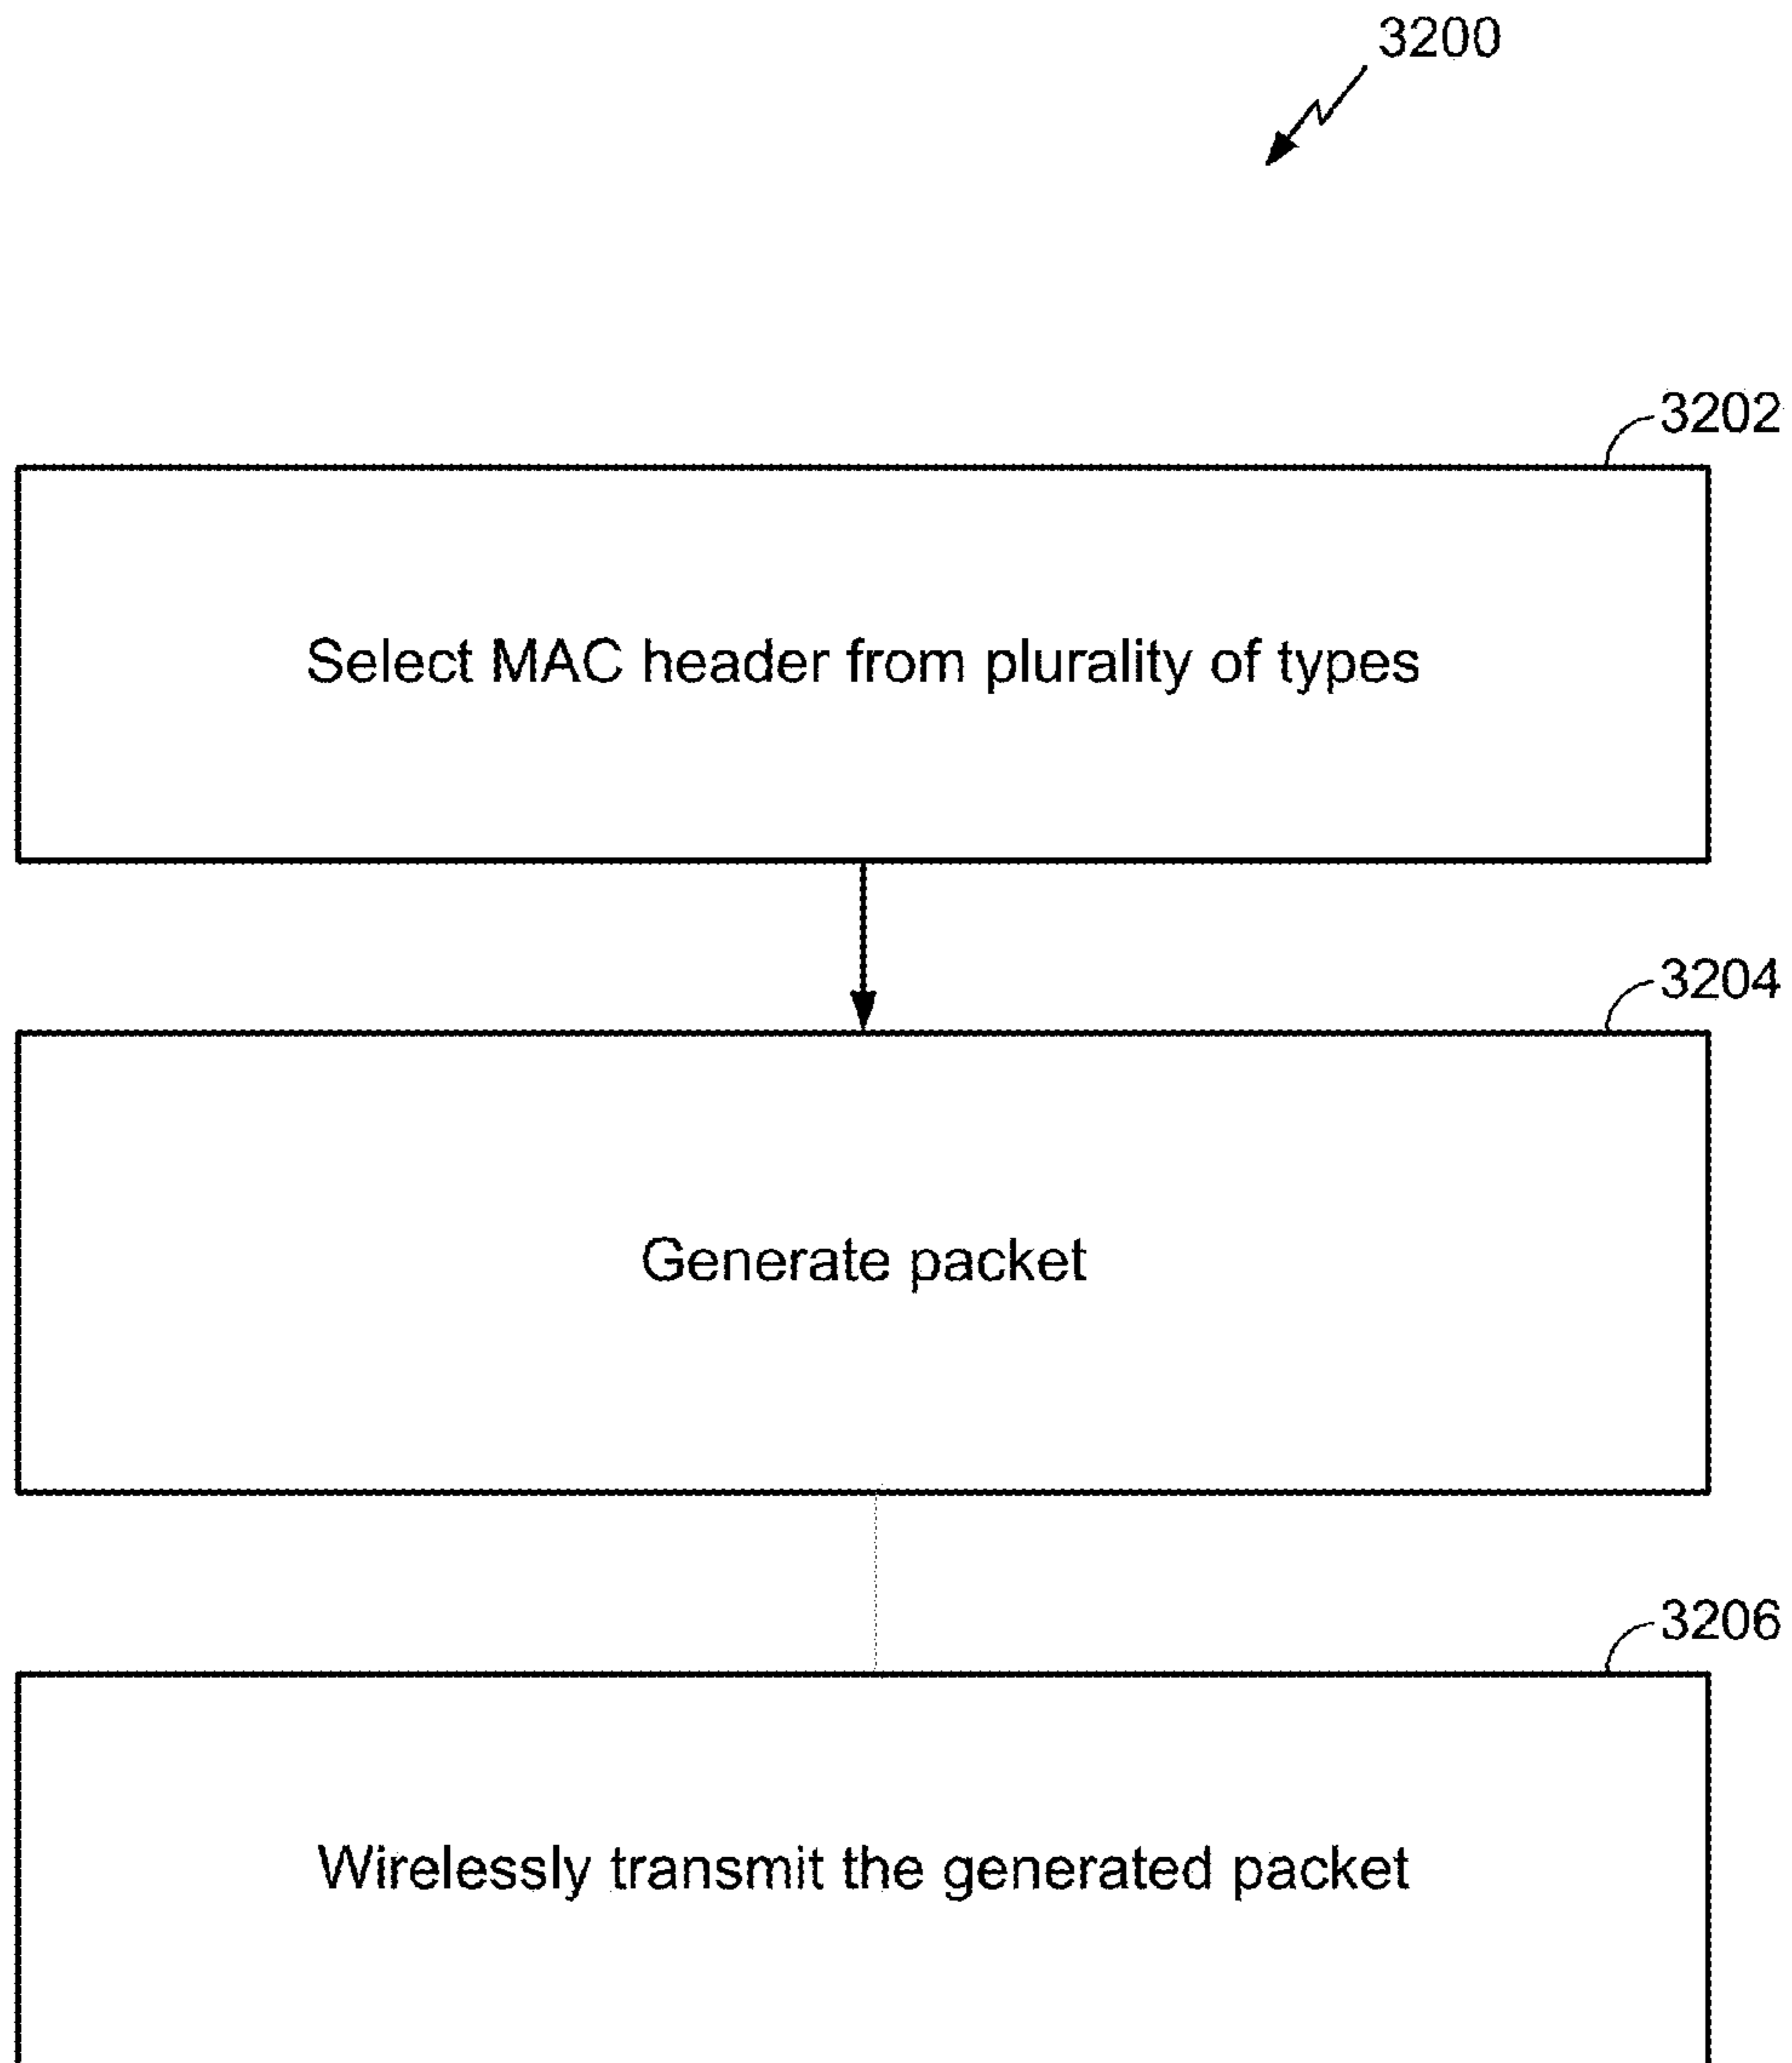 3200
3202
Select MAC header from plurality of types
3204
Generate packet
3206
Wirelessly transmit the generated packet